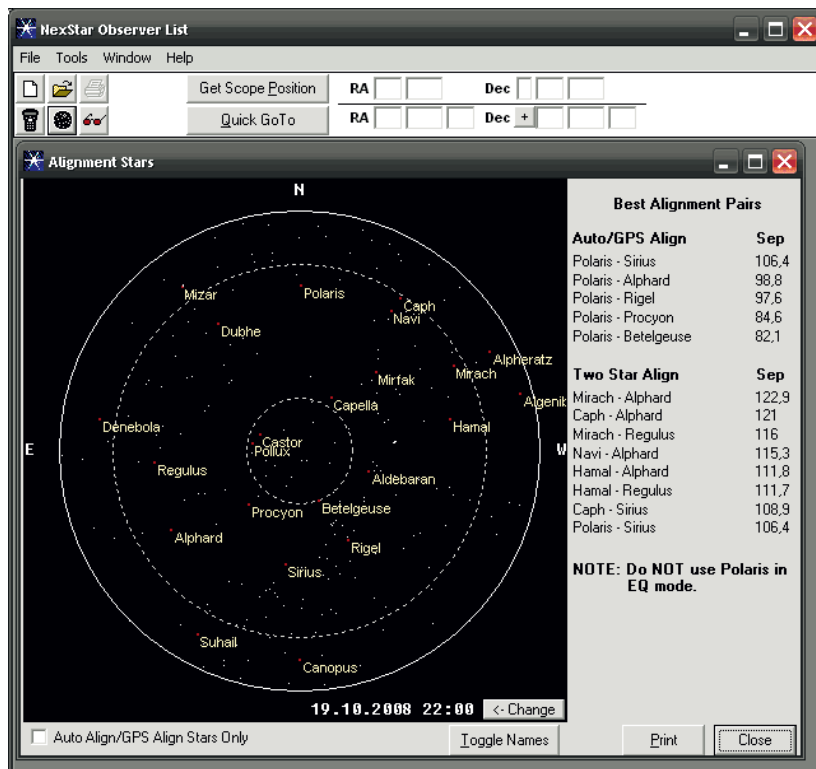 NexStar Observer List
File Tools Window Help
Get Scope Position RA Dec
Quick GoTo RA Dec +
Alignment Stars
N
Mizar
Polaris
Caph
Navi
Dubhe
Alpheratz
Mirach
Mirfak
Capella
Algenib
Denebola
Hamal
Castor
Pollux
E
W
Regulus
Aldebaran
Procyon
Betelgeuse
Alphard
Rigel
Sirius
Suhail
Canopus
19.10.2008 22:00 <- Change
Best Alignment Pairs
Auto/GPS Align Sep
Polaris - Sirius 106,4
Polaris - Alphard 98,8
Polaris - Rigel 97,6
Polaris - Procyon 84,6
Polaris - Betelgeuse 82,1
Two Star Align Sep
Mirach - Alphard 122,9
Caph - Alphard 121
Mirach - Regulus 116
Navi - Alphard 115,3
Hamal - Alphard 111,8
Hamal - Regulus 111,7
Caph - Sirius 108,9
Polaris - Sirius 106,4
NOTE: Do NOT use Polaris in
EQ mode.
Auto Align/GPS Align Stars Only
Toggle Names
Print
Close